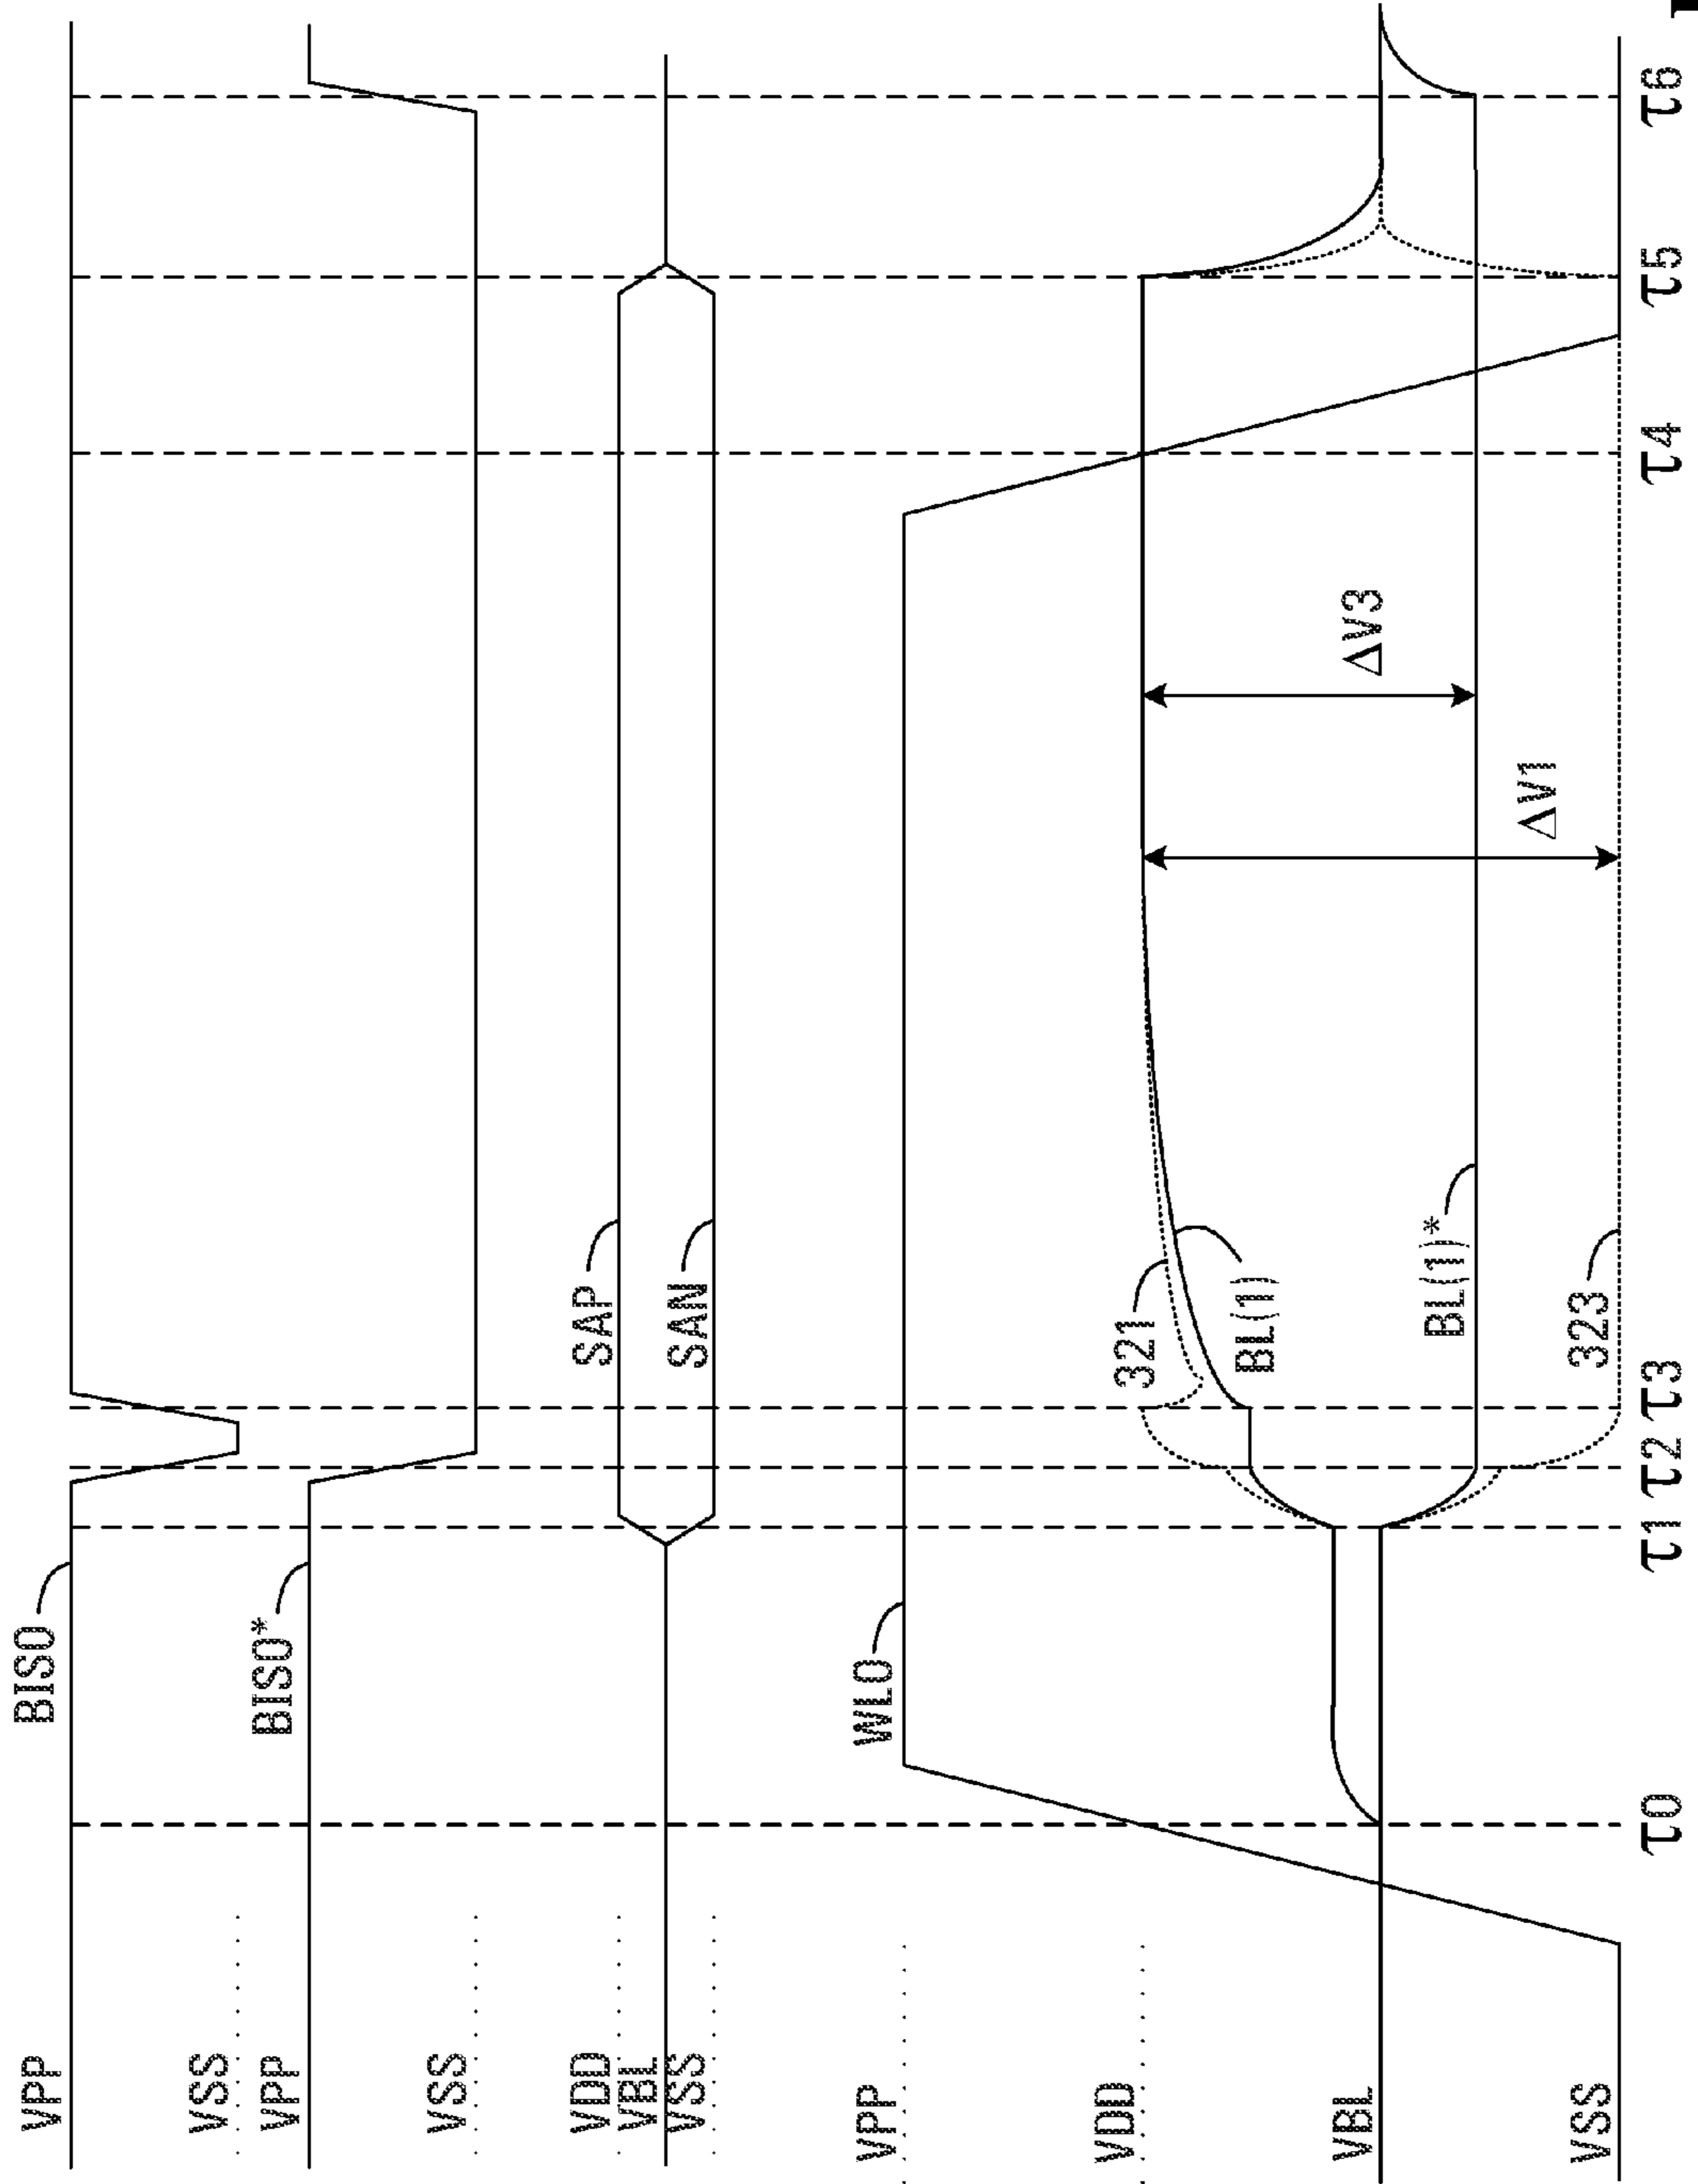 VPP
BISO
VSS
VPP
BISO*
VSS
VDD
SAP
VBL
VSS
SAN
VPP
WLO
VDD
321
BL(1)
ΔV3
VBL
BL(1)*
ΔV1
VSS
323
τ0 τ1 τ2 τ3 τ4 τ5 τ6